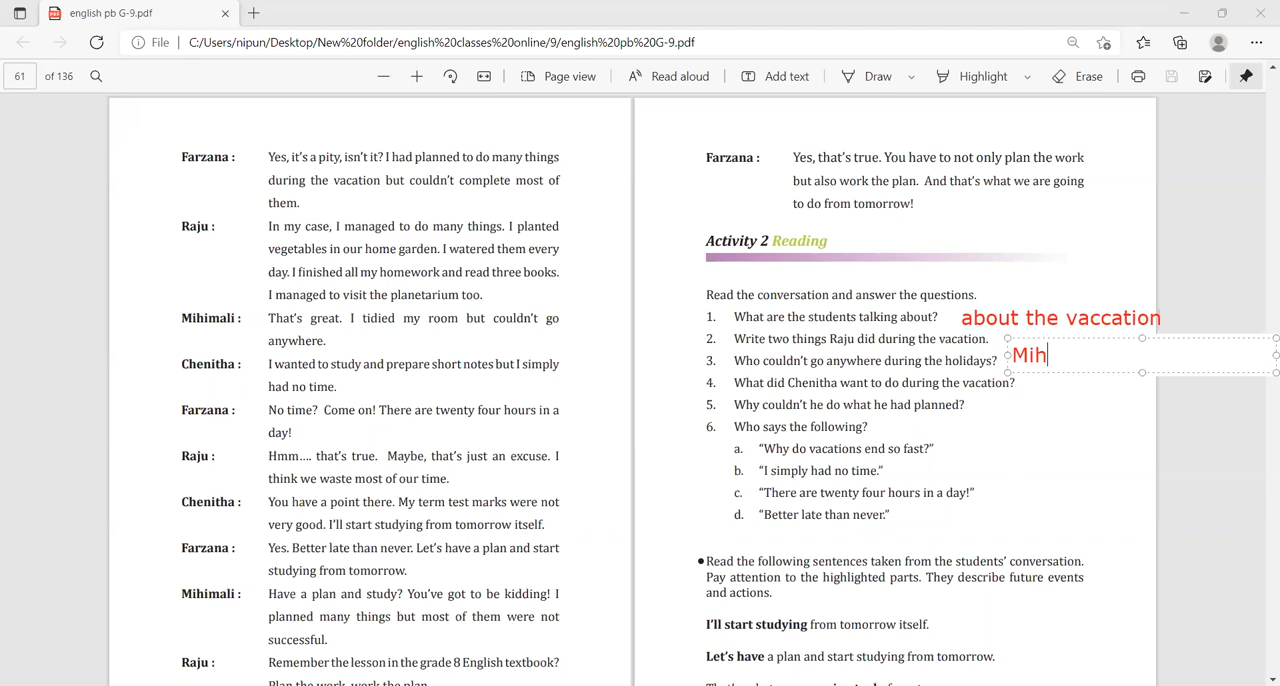 english pb G-9.pdf
File C:/Users/nipun/Desktop/New%20folder/english%20classes%20online/9/english%20pb%20G-9.pdf
61 of 136 Page view Read aloud Add text Draw Highlight Erase
Farzana : Yes, it's a pity, isn't it? I had planned to do many things
during the vacation but couldn't complete most of
them.
Raju : In my case, I managed to do many things. I planted
vegetables in our home garden. I watered them every
day. I finished all my homework and read three books.
I managed to visit the planetarium too.
Mihimali : That's great. I tidied my room but couldn't go
anywhere.
Chenitha : I wanted to study and prepare short notes but I simply
had no time.
Farzana : No time? Come on! There are twenty four hours in a
day!
Raju : Hmm.... that's true. Maybe, that's just an excuse. I
think we waste most of our time.
Chenitha : You have a point there. My term test marks were not
very good. I'll start studying from tomorrow itself.
Farzana : Yes. Better late than never. Let's have a plan and start
studying from tomorrow.
Mihimali : Have a plan and study? You've got to be kidding! I
planned many things but most of them were not
successful.
Raju : Remember the lesson in the grade 8 English textbook?
Plan the work, work the plan.
Farzana : Yes, that's true. You have to not only plan the work
but also work the plan. And that's what we are going
to do from tomorrow!
Activity 2 Reading
Read the conversation and answer the questions.
1. What are the students talking about? about the vaccation
2. Write two things Raju did during the vacation.
3. Who couldn't go anywhere during the holidays? Mih
4. What did Chenitha want to do during the vacation?
5. Why couldn't he do what he had planned?
6. Who says the following?
a. "Why do vacations end so fast?"
b. "I simply had no time."
c. "There are twenty four hours in a day!"
d. "Better late than never."
●Read the following sentences taken from the students' conversation.
Pay attention to the highlighted parts. They describe future events
and actions.
I'll start studying from tomorrow itself.
Let's have a plan and start studying from tomorrow.